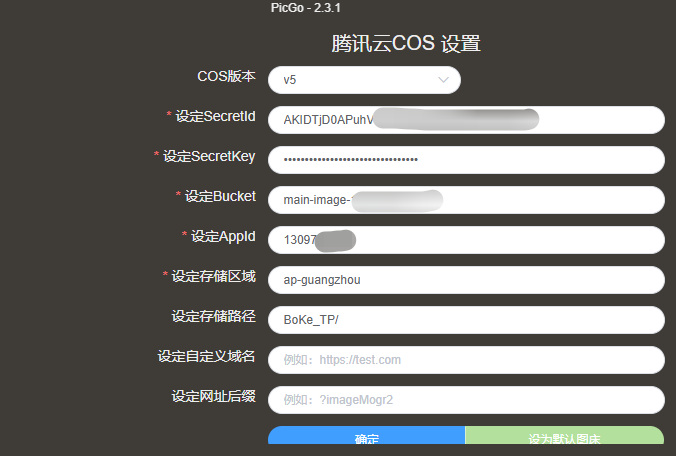 PicGo - 2.3.1
腾讯云COS 设置
COS版本 v5
* 设定SecretId AKIDTjD0APuhV
* 设定SecretKey ••••••••••••••••••••••••••••••••
* 设定Bucket main-image-
* 设定AppId 13097
* 设定存储区域 ap-guangzhou
设定存储路径 BoKe_TP/
设定自定义域名 例如：https://test.com
设定网址后缀 例如：?imageMogr2
确定 设为默认图床